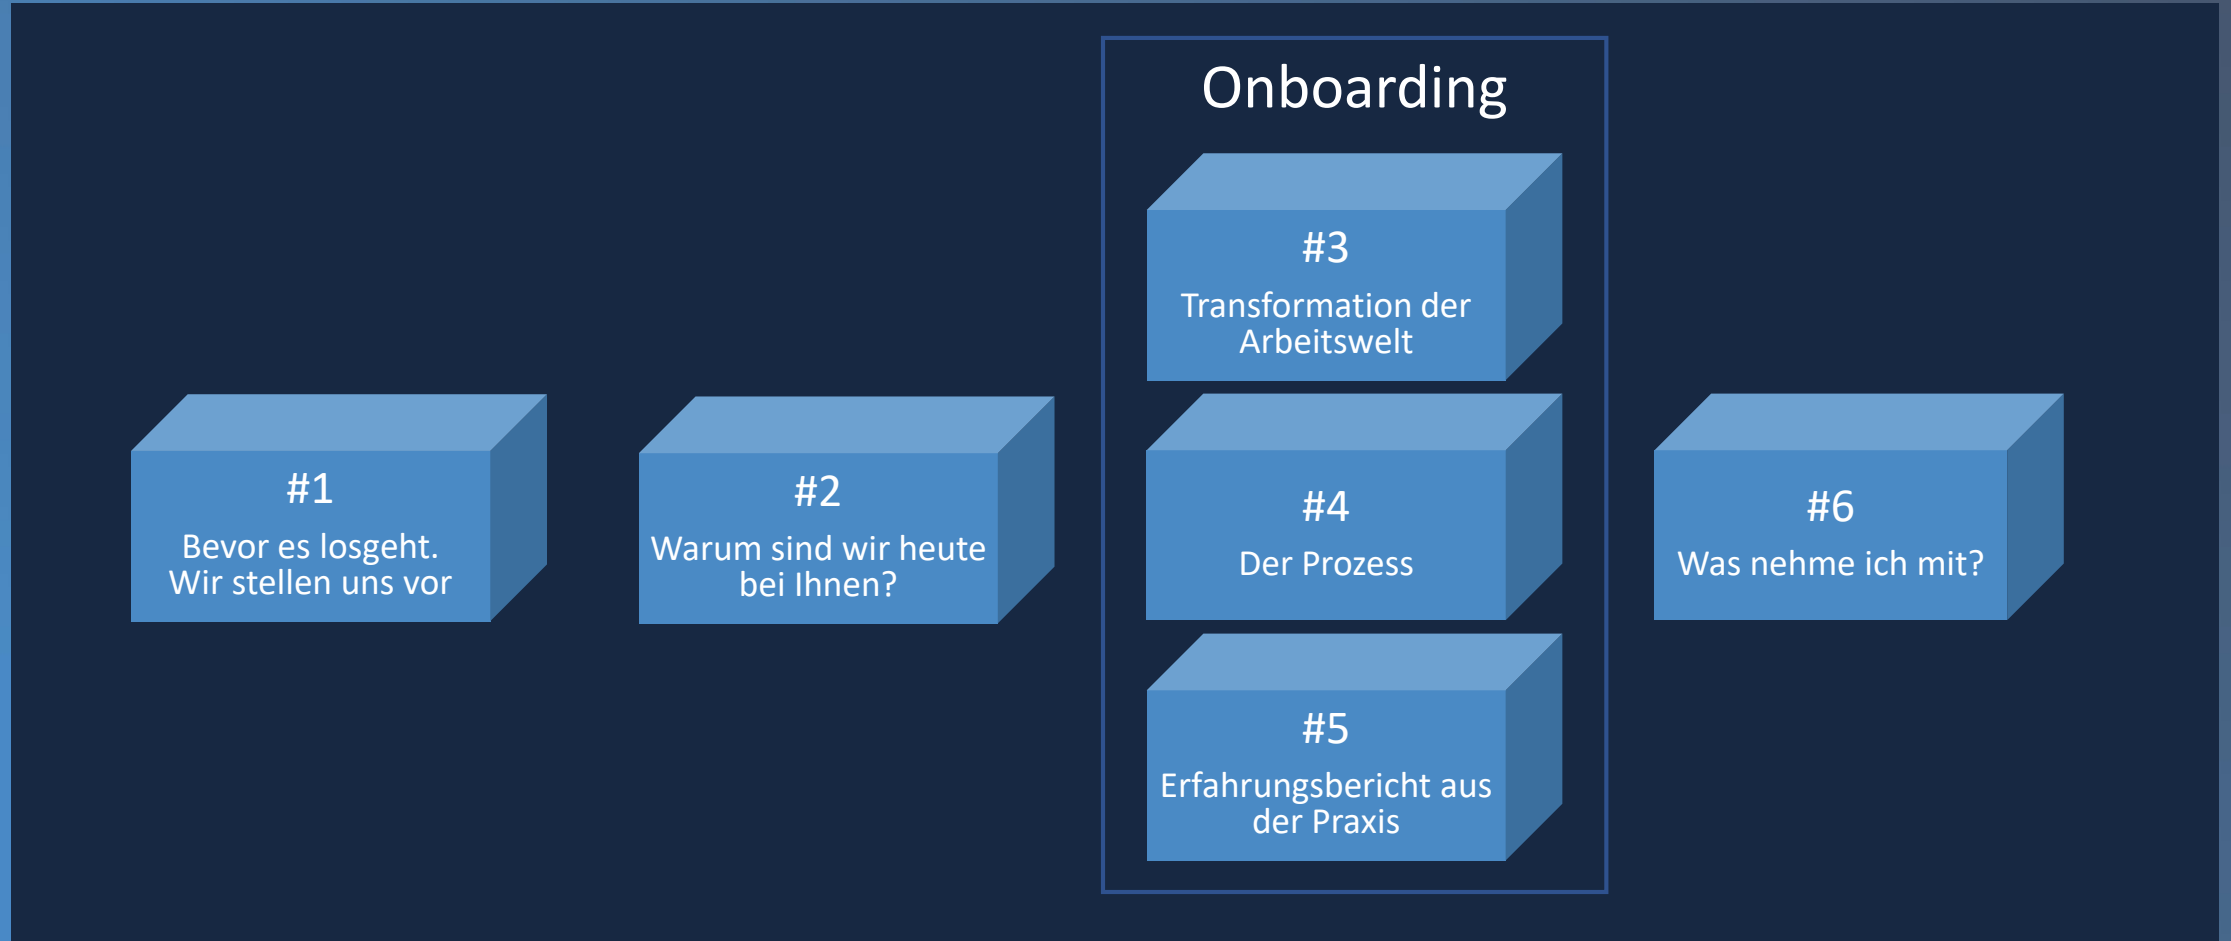 #1
Bevor es losgeht.
Wir stellen uns vor
#2
Warum sind wir heute
bei Ihnen?
Onboarding
#3
Transformation der
Arbeitswelt
#4
Der Prozess
#5
Erfahrungsbericht aus
der Praxis
#6
Was nehme ich mit?